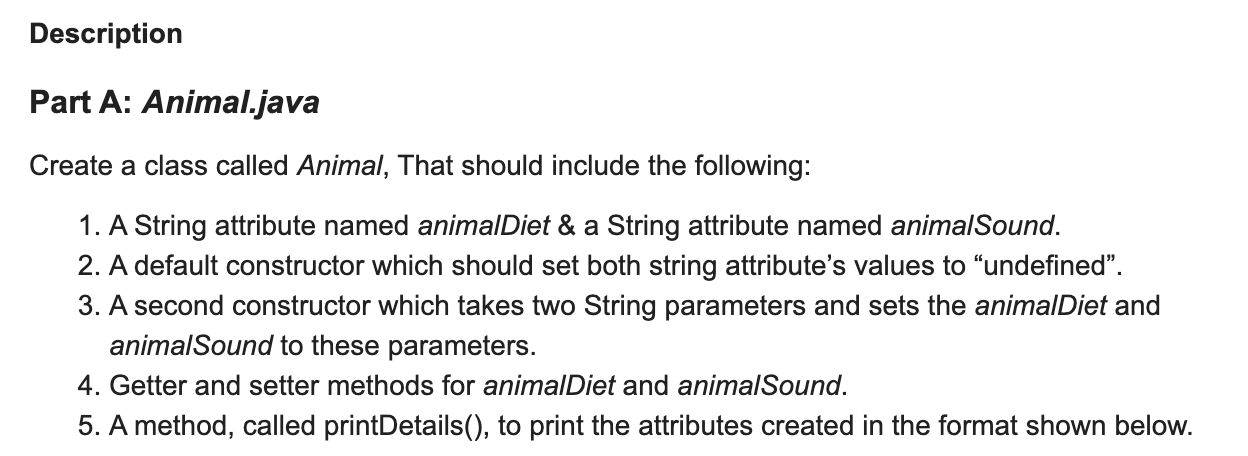 Description
Part A: Animal.java
Create a class called Animal, That should include the following:
1. A String attribute named animalDiet & a String attribute named animalSound.
2. A default constructor which should set both string attribute’s values to “undefined”.
3. A second constructor which takes two String parameters and sets the animalDiet and
animalSound to these parameters.
4. Getter and setter methods for animalDiet and animalSound.
5. A method, called printDetails(), to print the attributes created in the format shown below.